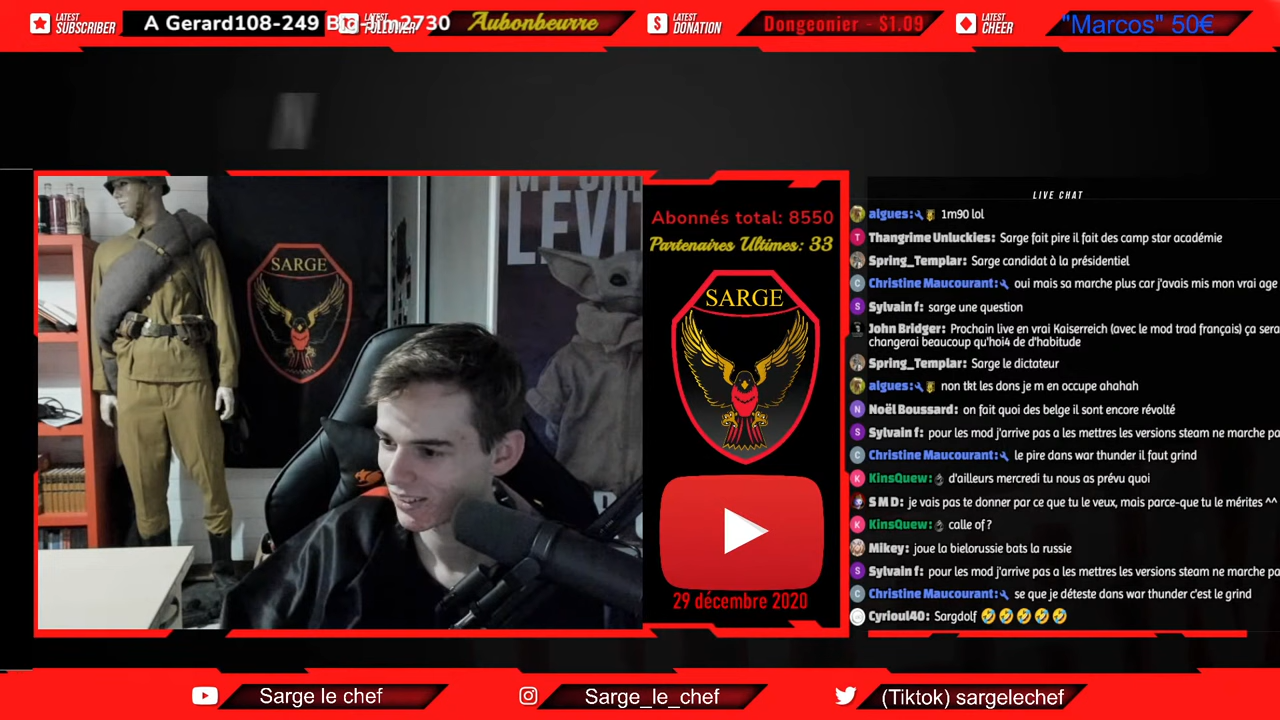 LATEST SUBSCRIBER
A Gerard108-249 Big-Jim2730
LATEST FOLLOWER
Aubonbeurre
LATEST DONATION
Dongeonier - $1.09
LATEST CHEER
"Marcos" 50€
LEVIT
SARGE
Abonnés total: 8550
Partenaires Ultimes: 33
SARGE
29 décembre 2020
LIVE CHAT
aigues: 1m90 lol
Thangrime Unluckies: Sarge fait pire il fait des camp star académie
Spring_Templar: Sarge candidat à la présidentiel
Christine Maucourant: oui mais sa marche plus car j'avais mis mon vrai age
Sylvain f: sarge une question
John Bridger: Prochain live en vrai Kaiserreich (avec le mod trad français) ça sera
changerai beaucoup qu'hoi4 de d'habitude
Spring_Templar: Sarge le dictateur
aigues: non tkt les dons je m en occupe ahahah
Noël Boussard: on fait quoi des belge il sont encore révolté
Sylvain f: pour les mod j'arrive pas a les mettres les versions steam ne marche pa
Christine Maucourant: le pire dans war thunder il faut grind
KinsQuew: d'ailleurs mercredi tu nous as prévu quoi
S M D: je vais pas te donner par ce que tu le veux, mais parce-que tu le mérites ^^
KinsQuew: calle of ?
Mikey: joue la bielorussie bats la russie
Sylvain f: pour les mod j'arrive pas a les mettres les versions steam ne marche pa
Christine Maucourant: se que je déteste dans war thunder c'est le grind
Cyrioul40: Sargdolf 🤣🤣🤣🤣🤣
Sarge le chef
Sarge_le_chef
(Tiktok) sargelechef